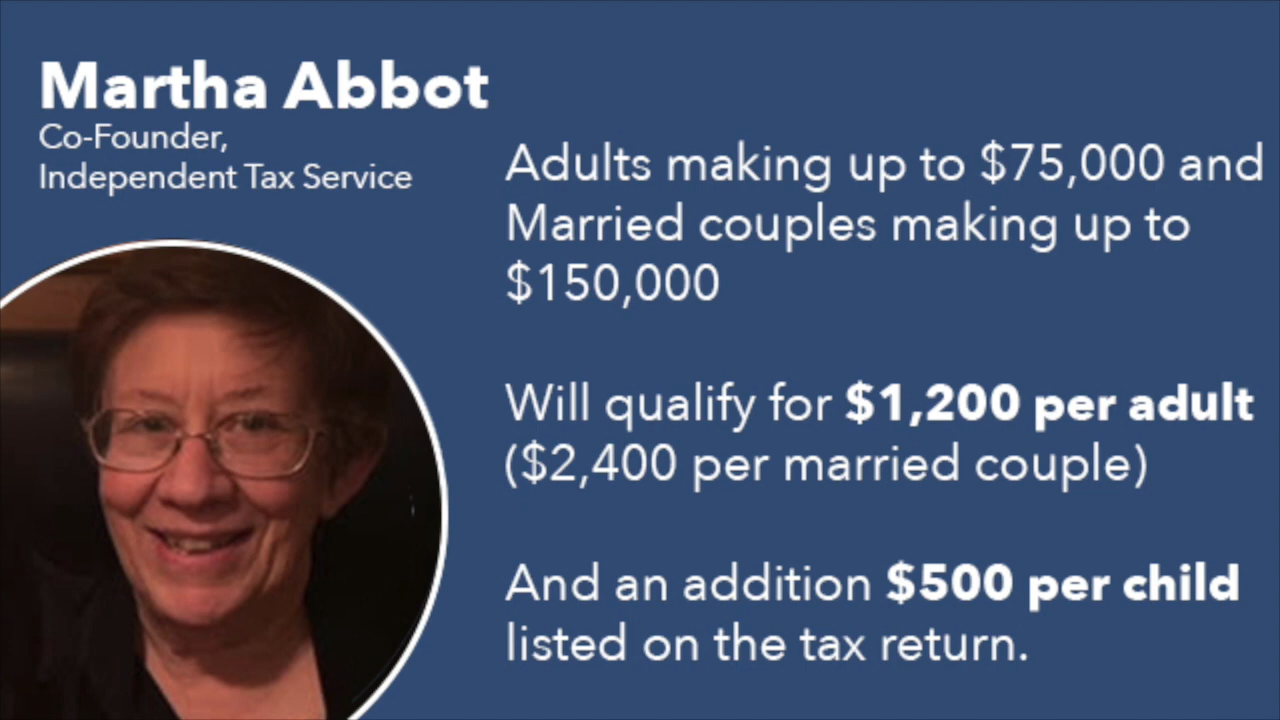 Martha Abbot
Co-Founder,
Independent Tax Service
Adults making up to $75,000 and
Married couples making up to
$150,000
Will qualify for $1,200 per adult
($2,400 per married couple)
And an addition $500 per child
listed on the tax return.